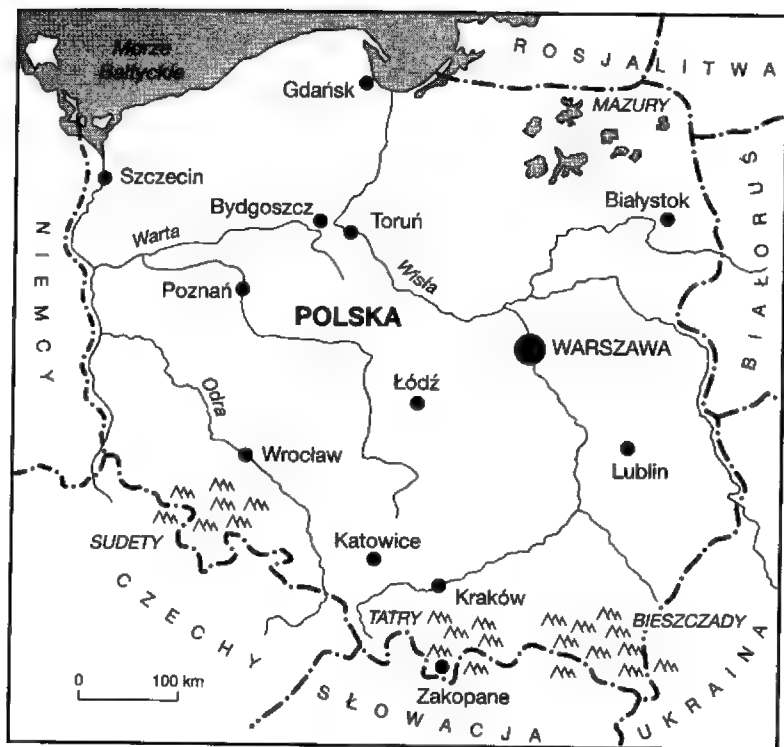 Morze
Bałtyckie
ROSJA
LITWA
Gdańsk
MAZURY
Szczecin
Bydgoszcz
Toruń
Białystok
BIAŁORUŚ
NIEMCY
Warta
Wisła
Poznań
POLSKA
WARSZAWA
Łódź
Odra
Wrocław
Lublin
SUDETY
Katowice
Kraków
CZECHY
TATRY
BIESZCZADY
UKRAINA
0 100 km
Zakopane
SŁOWACJA